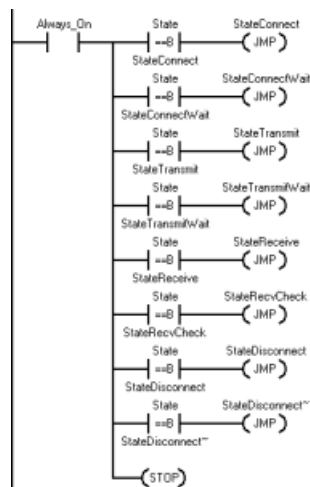 Always_On State StateConnect
==B JMP
StateConnect
State StateConnectWait
==B JMP
StateConnectWait
State StateTransmit
==B JMP
StateTransmit
State StateTransmitWait
==B JMP
StateTransmitWait
State StateReceive
==B JMP
StateReceive
State StateRecvCheck
==B JMP
StateRecvCheck
State StateDisconnect
==B JMP
StateDisconnect
State StateDisconnect~
==B JMP
StateDisconnect~
STOP